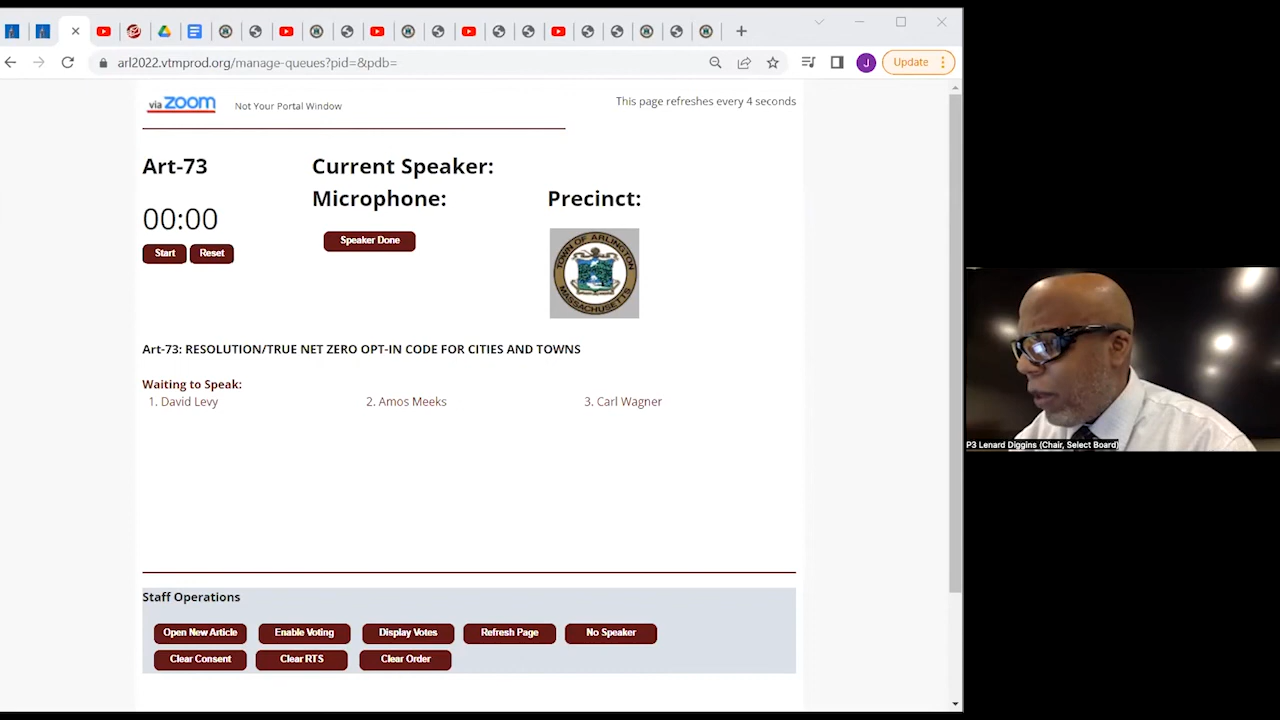 arl2022.vtmprod.org/manage-queues?pid=&pdb=
J
Update
via zoom
Not Your Portal Window
This page refreshes every 4 seconds
Art-73
Current Speaker:
Microphone:
Precinct:
00:00
Start
Reset
Speaker Done
TOWN OF ARLINGTON
MASSACHUSETTS
Art-73: RESOLUTION/TRUE NET ZERO OPT-IN CODE FOR CITIES AND TOWNS
Waiting to Speak:
1. David Levy
2. Amos Meeks
3. Carl Wagner
P3 Lenard Diggins (Chair, Select Board)
Staff Operations
Open New Article
Enable Voting
Display Votes
Refresh Page
No Speaker
Clear Consent
Clear RTS
Clear Order